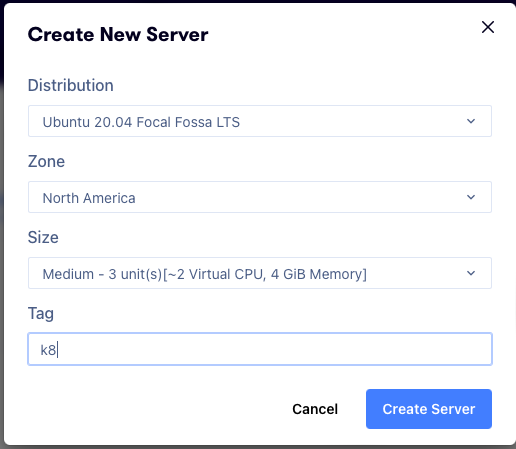 Create New Server
Distribution
Ubuntu 20.04 Focal Fossa LTS
Zone
North America
Size
Medium - 3 unit(s)[~2 Virtual CPU, 4 GiB Memory]
Tag
k8
Cancel
Create Server